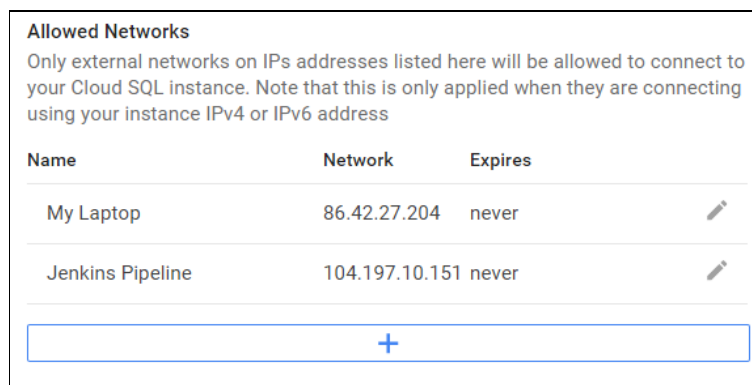 Allowed Networks
Only external networks on IPs addresses listed here will be allowed to connect to
your Cloud SQL instance. Note that this is only applied when they are connecting
using your instance IPv4 or IPv6 address
Name Network Expires
My Laptop 86.42.27.204 never
Jenkins Pipeline 104.197.10.151 never
+